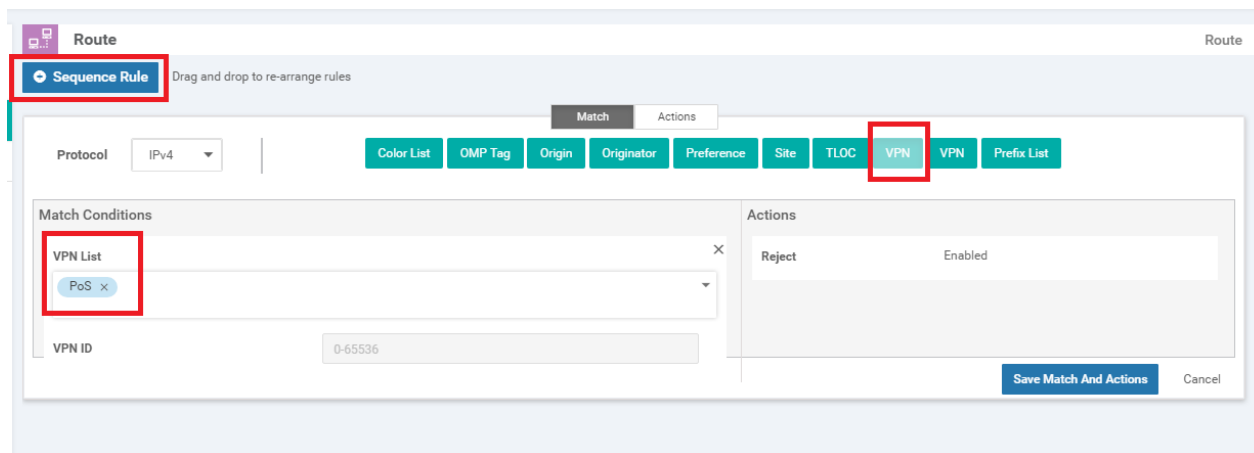 Route Route
Sequence Rule Drag and drop to re-arrange rules
Match Actions
Protocol IPv4 Color List OMP Tag Origin Originator Preference Site TLOC VPN VPN Prefix List
Match Conditions Actions
VPN List × Reject Enabled
PoS ×
VPN ID 0-65536
Save Match And Actions Cancel